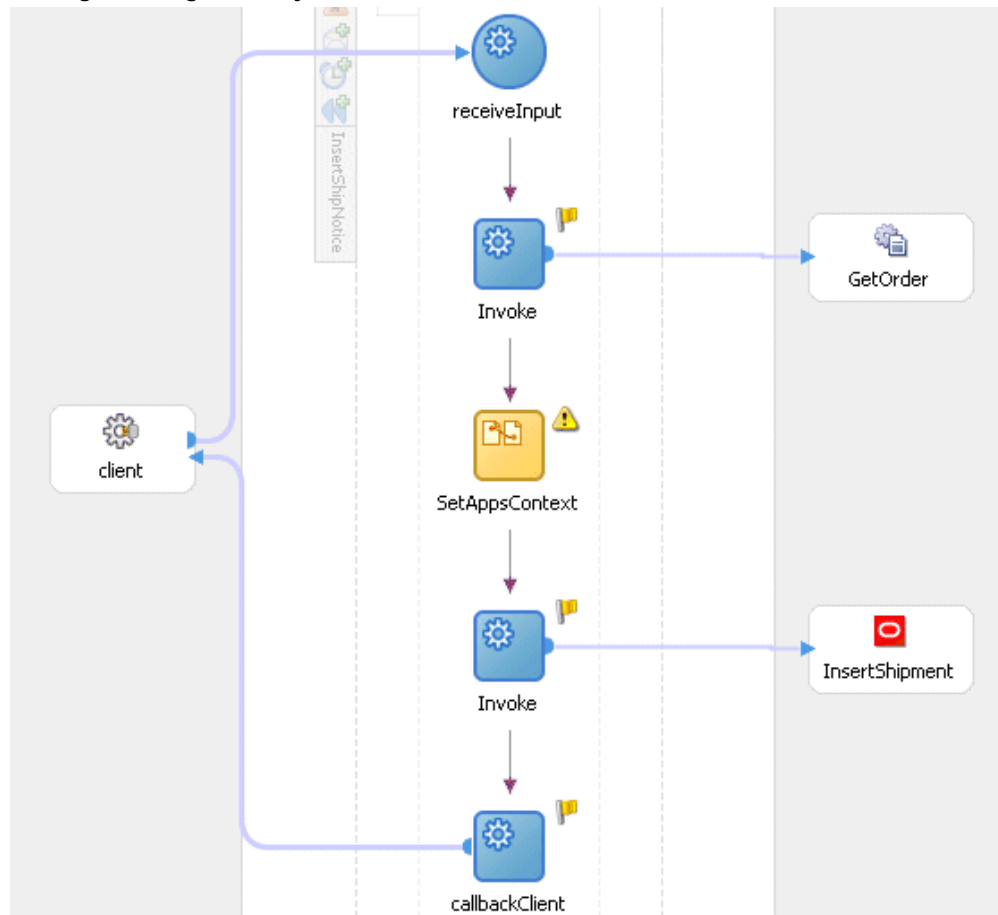 receiveInput
InsertShipNotice
Invoke
GetOrder
client
SetAppsContext
Invoke
InsertShipment
callbackClient